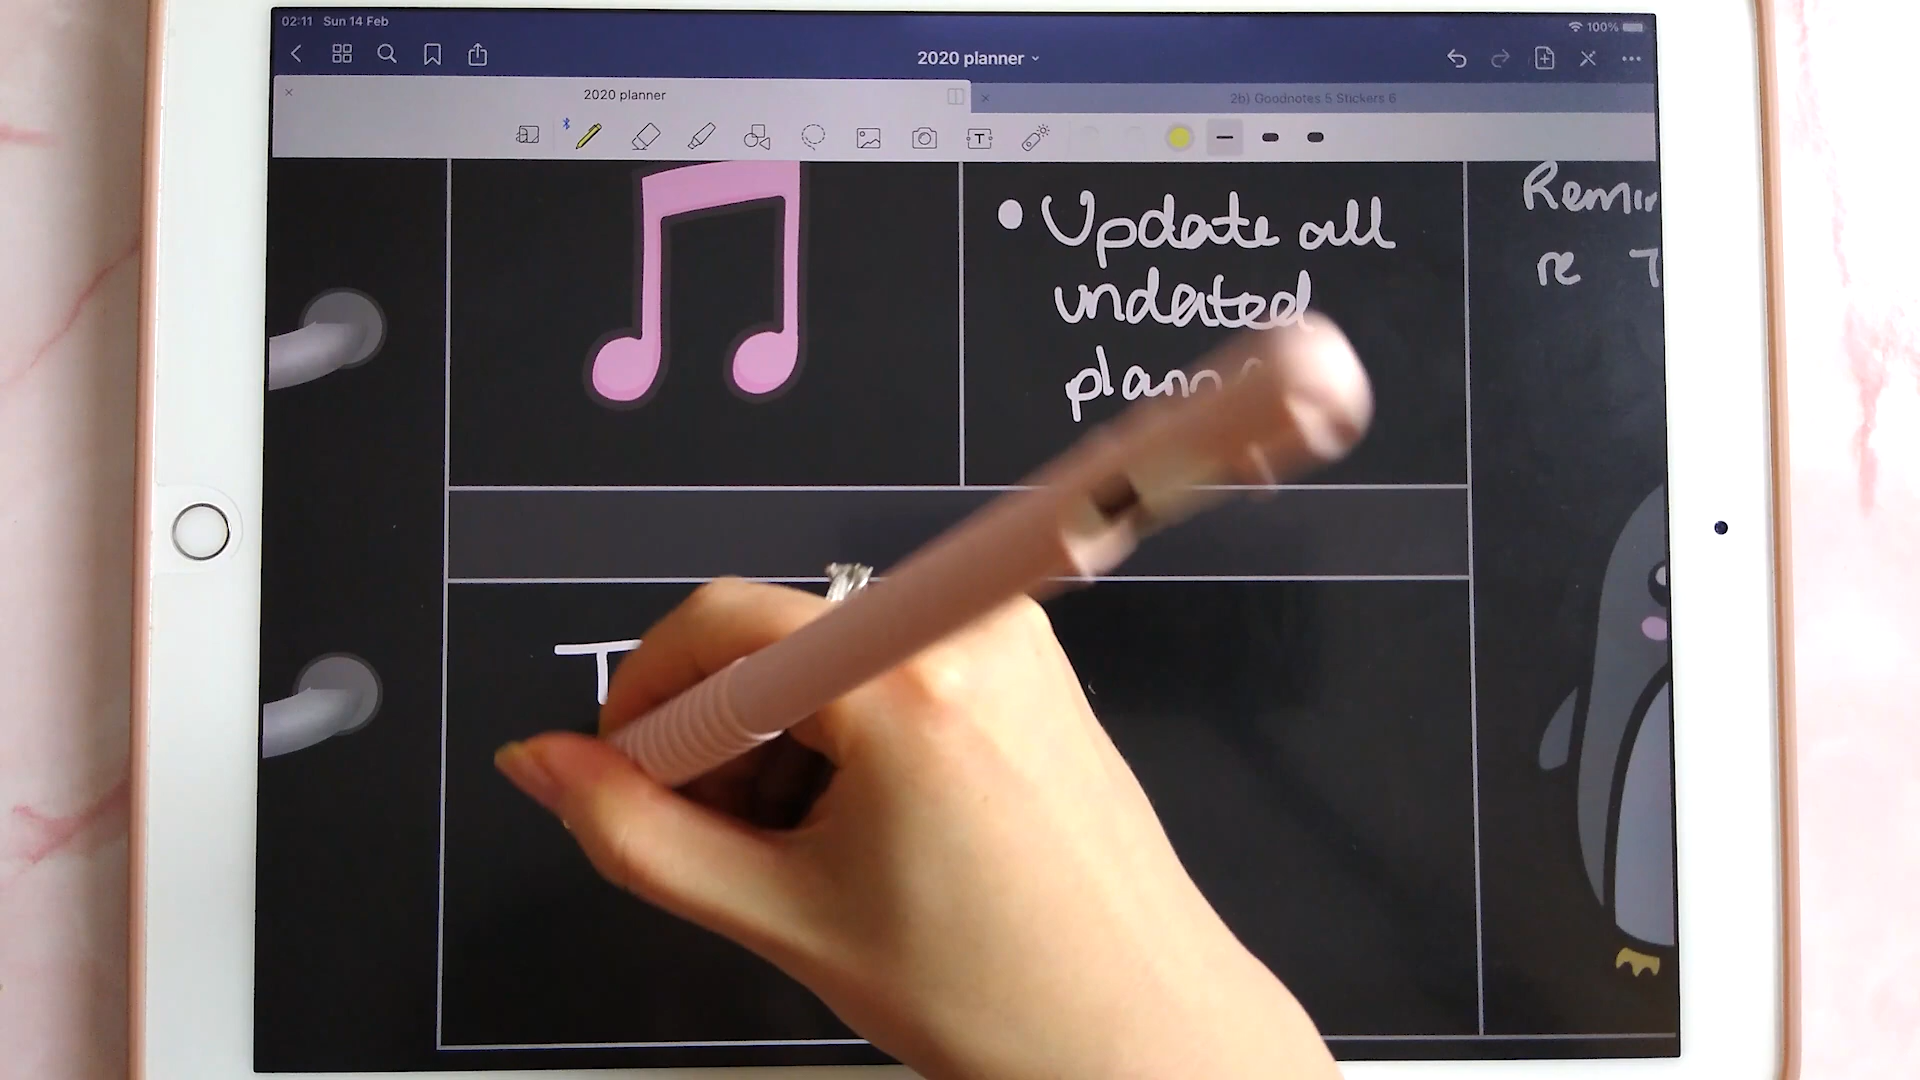 02:11 Sun 14 Feb
100%
2020 planner
2020 planner
2b) Goodnotes 5 Stickers 6
T
• Update all
undated
T